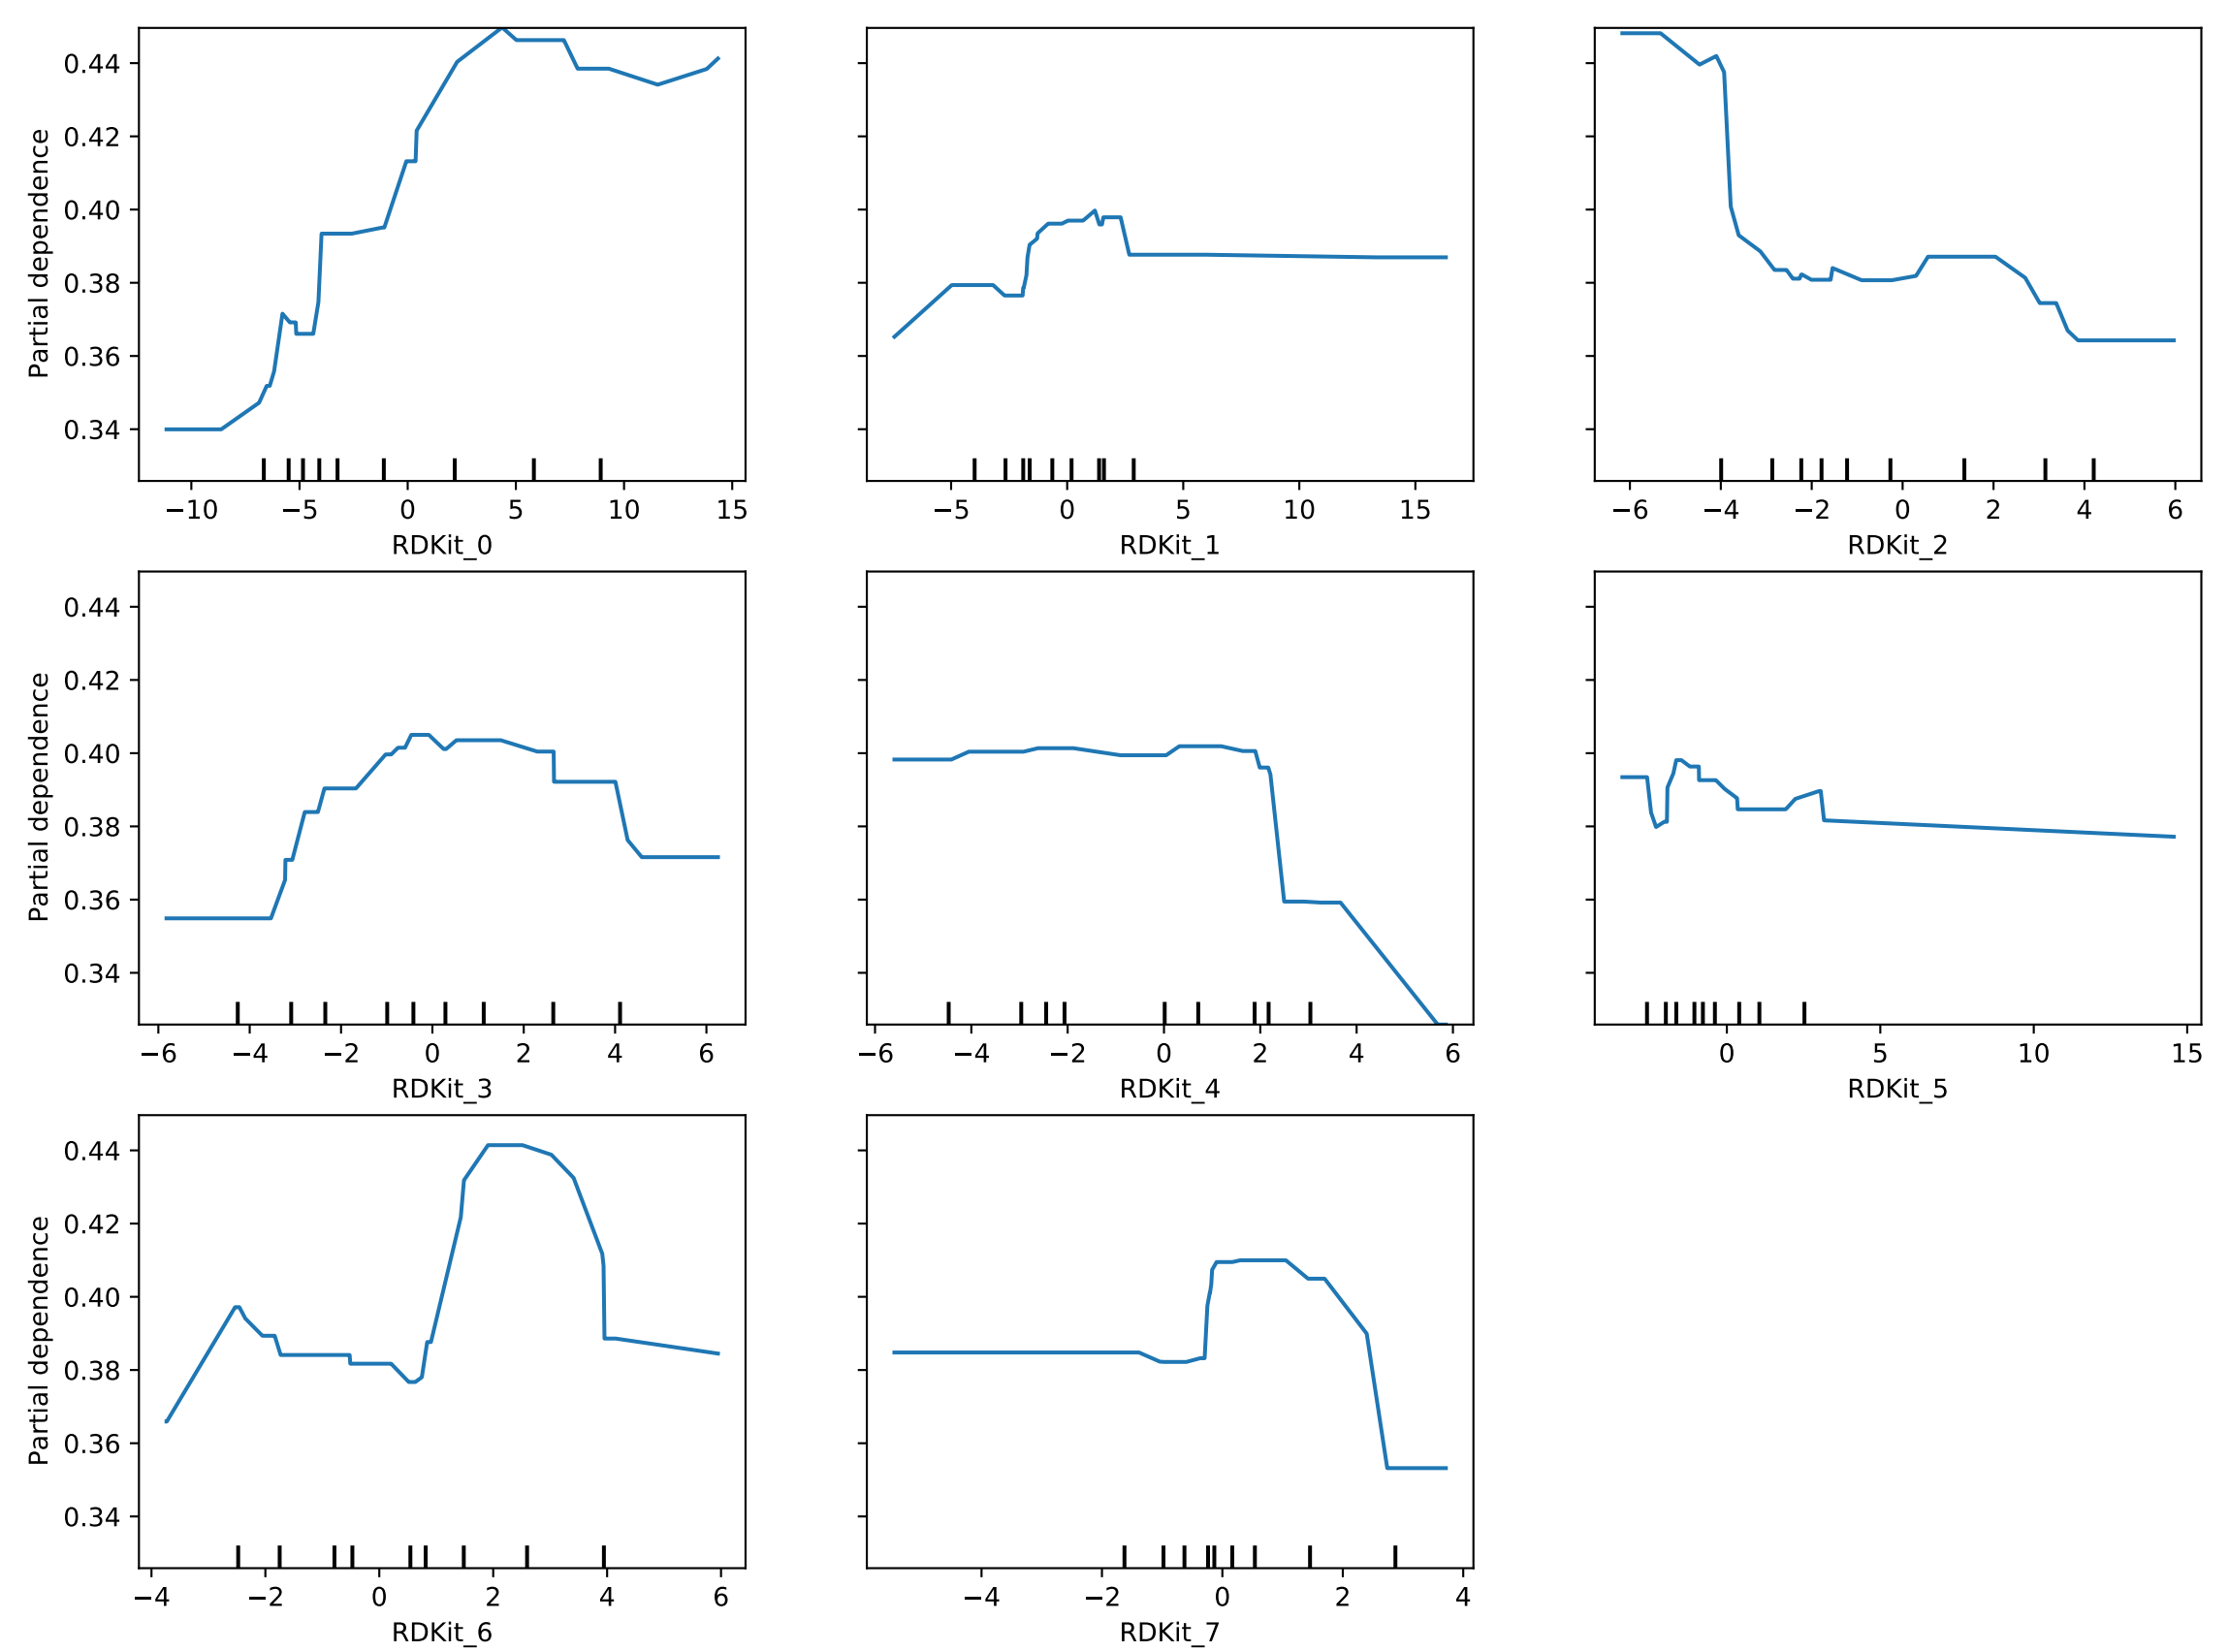 Partial dependence
0.44
0.42
0.40
0.38
0.36
0.34
−10 −5 0 5 10 15
RDKit_0
−5 0 5 10 15
RDKit_1
−6 −4 −2 0 2 4 6
RDKit_2
Partial dependence
0.44
0.42
0.40
0.38
0.36
0.34
−6 −4 −2 0 2 4 6
RDKit_3
−6 −4 −2 0 2 4 6
RDKit_4
0 5 10 15
RDKit_5
Partial dependence
0.44
0.42
0.40
0.38
0.36
0.34
−4 −2 0 2 4 6
RDKit_6
−4 −2 0 2 4
RDKit_7